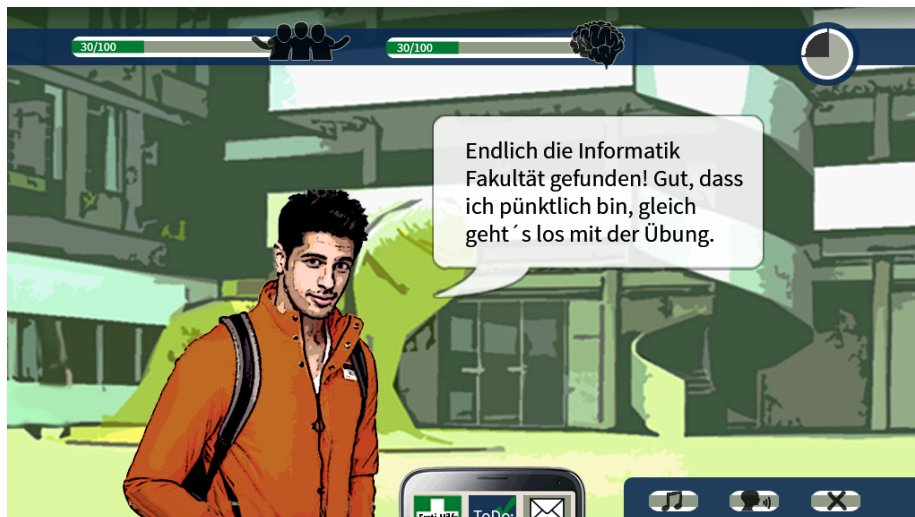 30/100
30/100
Endlich die Informatik
Fakultät gefunden! Gut, dass
ich pünktlich bin, gleich
geht´s los mit der Übung.
ToDo: